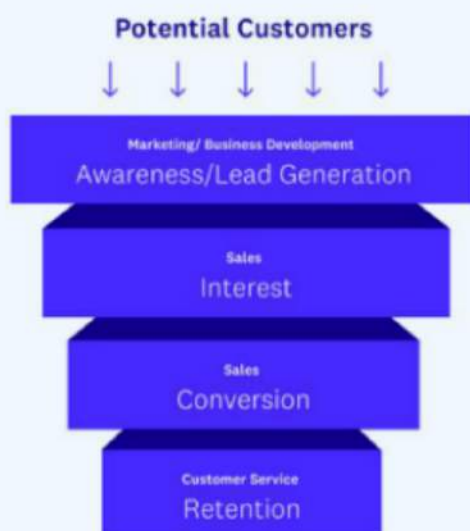 Potential Customers
Marketing/ Business Development
Awareness/Lead Generation
Sales
Interest
Sales
Conversion
Customer Service
Retention